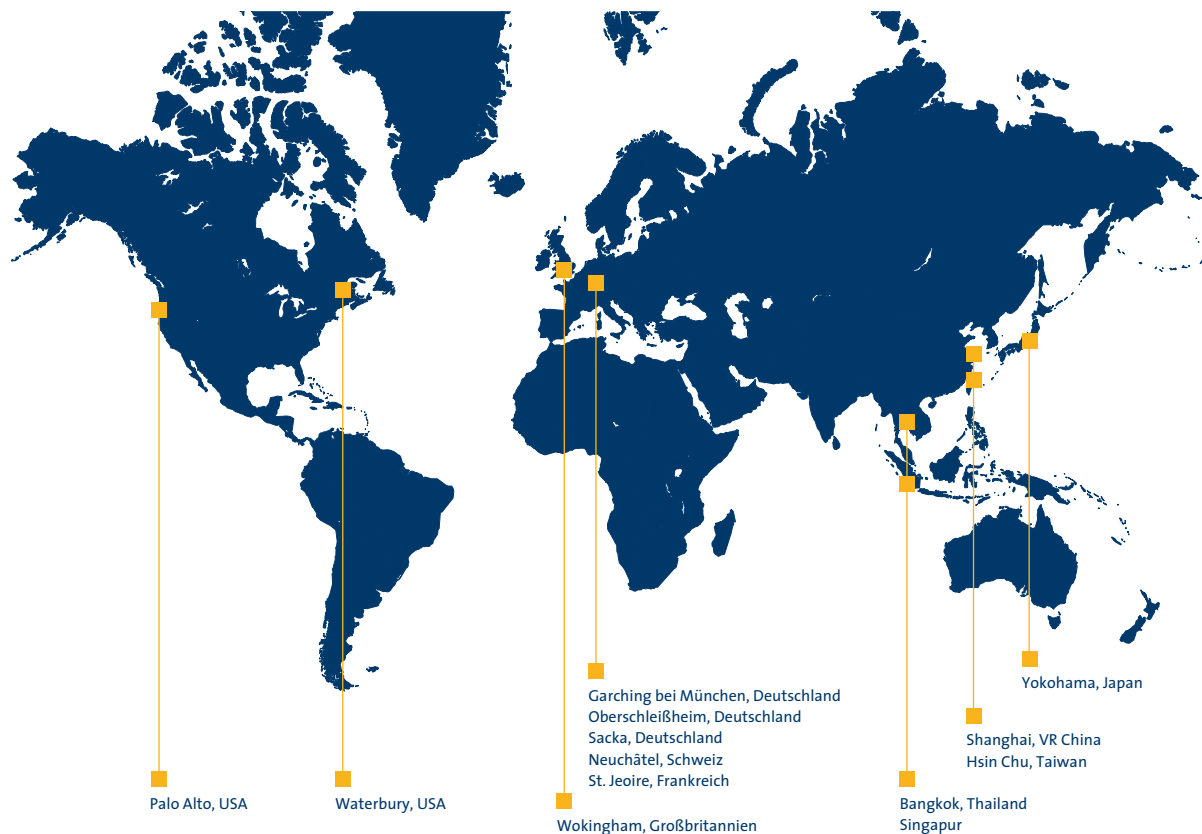 Palo Alto, USA
Waterbury, USA
Wokingham, Großbritannien
Garching bei München, Deutschland
Oberschleißheim, Deutschland
Sacka, Deutschland
Neuchâtel, Schweiz
St. Jeoire, Frankreich
Bangkok, Thailand
Singapur
Shanghai, VR China
Hsin Chu, Taiwan
Yokohama, Japan